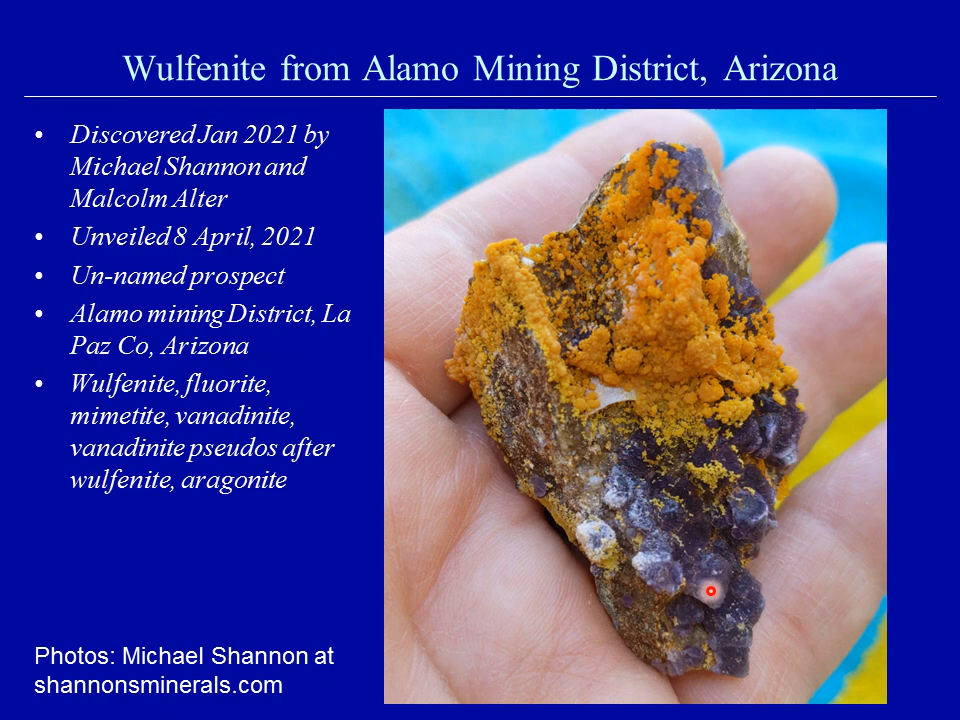 Wulfenite from Alamo Mining District, Arizona
• Discovered Jan 2021 by
Michael Shannon and
Malcolm Alter
• Unveiled 8 April, 2021
• Un-named prospect
• Alamo mining District, La
Paz Co, Arizona
• Wulfenite, fluorite,
mimetite, vanadinite,
vanadinite pseudos after
wulfenite, aragonite
Photos: Michael Shannon at
shannonsminerals.com